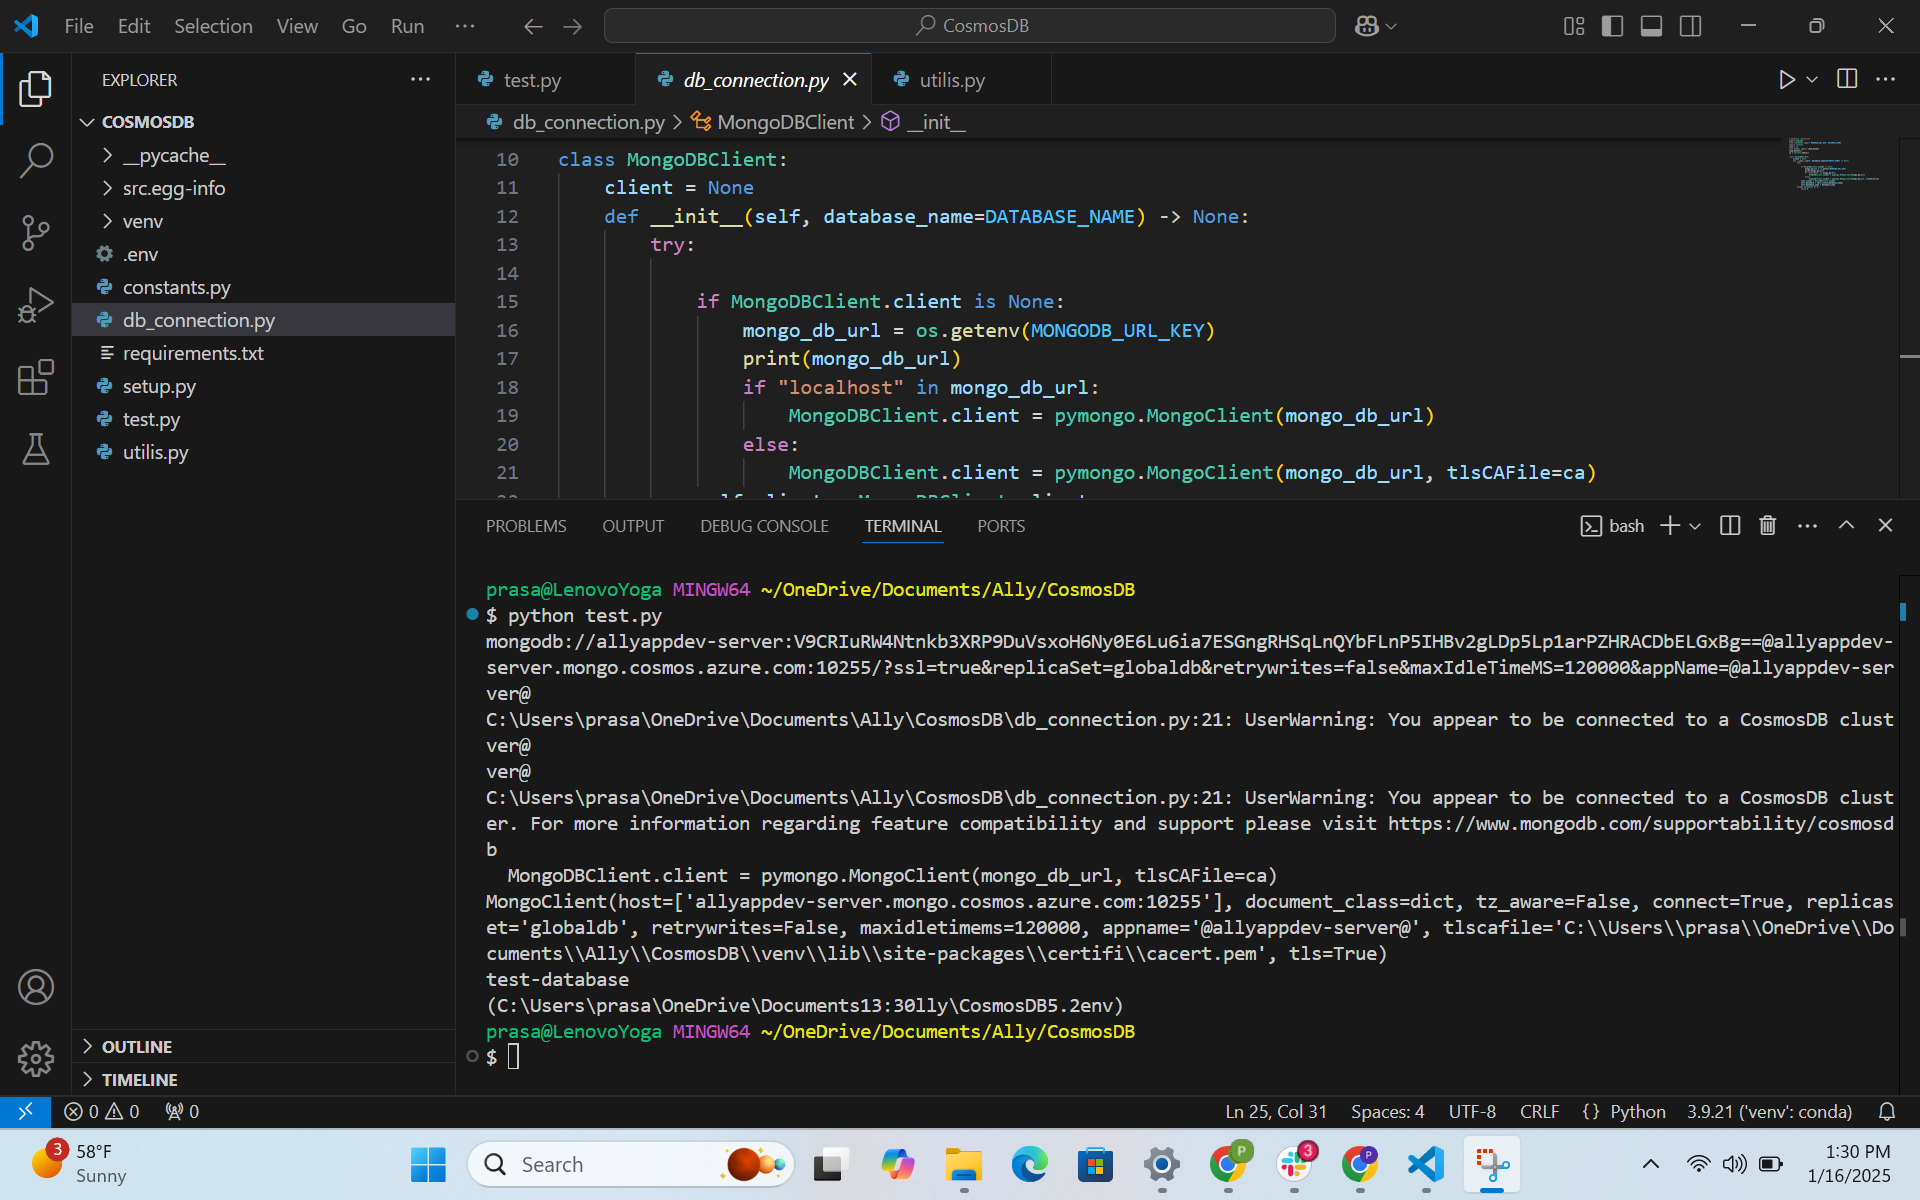 File Edit Selection View Go Run ···
CosmosDB
EXPLORER
COSMOSDB
__pycache__
src.egg-info
venv
.env
constants.py
db_connection.py
requirements.txt
setup.py
test.py
utilis.py
OUTLINE
TIMELINE
test.py db_connection.py utilis.py
db_connection.py > MongoDBClient > __init__
10 class MongoDBClient:
11 client = None
12 def __init__(self, database_name=DATABASE_NAME) -> None:
13 try:
14
15 if MongoDBClient.client is None:
16 mongo_db_url = os.getenv(MONGODB_URL_KEY)
17 print(mongo_db_url)
18 if "localhost" in mongo_db_url:
19 MongoDBClient.client = pymongo.MongoClient(mongo_db_url)
20 else:
21 MongoDBClient.client = pymongo.MongoClient(mongo_db_url, tlsCAFile=ca)
PROBLEMS OUTPUT DEBUG CONSOLE TERMINAL PORTS
bash
prasa@LenovoYoga MINGW64 ~/OneDrive/Documents/Ally/CosmosDB
$ python test.py
mongodb://allyappdev-server:V9CRIuRW4Ntnkb3XRP9DuVsxoH6Ny0E6Lu6ia7ESGngRHSqLnQYbFLnP5IHBv2gLDp5Lp1arPZHRACDbELGxBg==@allyappdev-
server.mongo.cosmos.azure.com:10255/?ssl=true&replicaSet=globaldb&retrywrites=false&maxIdleTimeMS=120000&appName=@allyappdev-ser
ver@
C:\Users\prasa\OneDrive\Documents\Ally\CosmosDB\db_connection.py:21: UserWarning: You appear to be connected to a CosmosDB clust
ver@
ver@
C:\Users\prasa\OneDrive\Documents\Ally\CosmosDB\db_connection.py:21: UserWarning: You appear to be connected to a CosmosDB clust
er. For more information regarding feature compatibility and support please visit https://www.mongodb.com/supportability/cosmosd
b
MongoDBClient.client = pymongo.MongoClient(mongo_db_url, tlsCAFile=ca)
MongoClient(host=['allyappdev-server.mongo.cosmos.azure.com:10255'], document_class=dict, tz_aware=False, connect=True, replicas
et='globaldb', retrywrites=False, maxidletimems=120000, appname='@allyappdev-server@', tlscafile='C:\\Users\\prasa\\OneDrive\\Do
cuments\\Ally\\CosmosDB\\venv\\lib\\site-packages\\certifi\\cacert.pem', tls=True)
test-database
(C:\Users\prasa\OneDrive\Documents13:30lly\CosmosDB5.2env)
prasa@LenovoYoga MINGW64 ~/OneDrive/Documents/Ally/CosmosDB
$
0 0 0
Ln 25, Col 31 Spaces: 4 UTF-8 CRLF {} Python 3.9.21 ('venv': conda)
3 58°F
Sunny
Search
P 3 P
1:30 PM
1/16/2025